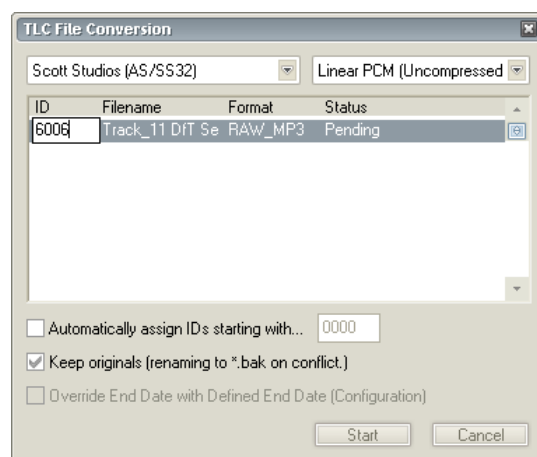 TLC File Conversion
Scott Studios (AS/SS32) Linear PCM (Uncompressed
ID Filename Format Status
6006 Track_11 DfT Se RAW_MP3 Pending
Automatically assign IDs starting with... 0000
Keep originals (renaming to *.bak on conflict.)
Override End Date with Defined End Date (Configuration)
Start Cancel